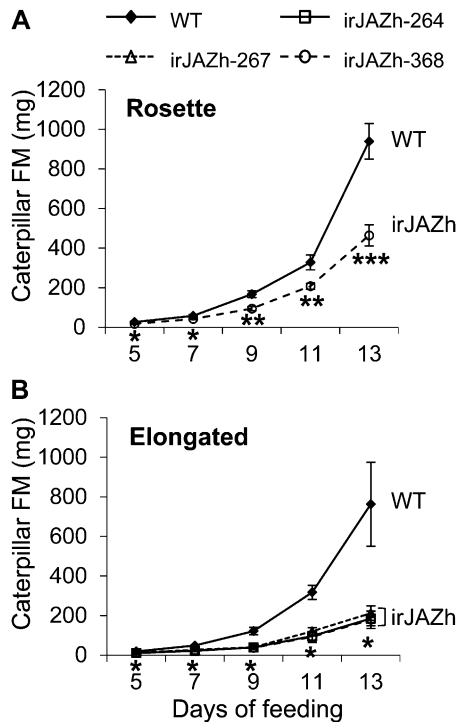 A
WT irJAZh-264
irJAZh-267 irJAZh-368
Caterpillar FM (mg)
1200
1000
800
600
400
200
0
Rosette
WT
irJAZh
* * ** ** ***
5 7 9 11 13
B
Caterpillar FM (mg)
1200
1000
800
600
400
200
0
Elongated
WT
irJAZh
* * * * *
5 7 9 11 13
Days of feeding